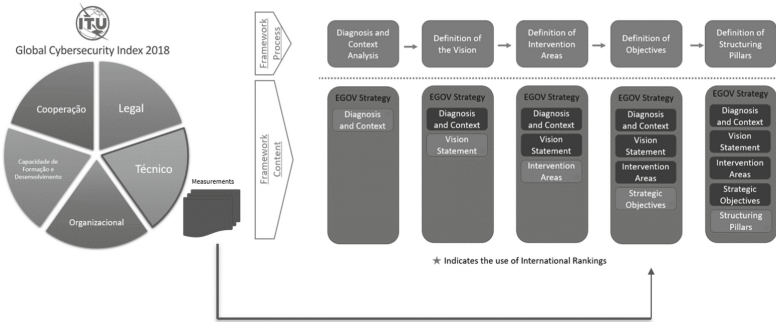 ITU
Global Cybersecurity Index 2018
Cooperação
Legal
Capacidade de
Formação e
Desenvolvimento
Técnico
Organizacional
Measurements
Framework
Process
Framework
Content
Diagnosis
and Context
Analysis
Definition of
the Vision
Definition of
Intervention
Areas
Definition of
Objectives
Definition of
Structuring
Pillars
EGOV Strategy
Diagnosis
and Context
EGOV Strategy
Diagnosis
and Context
Vision
Statement
EGOV Strategy
Diagnosis
and Context
Vision
Statement
Intervention
Areas
EGOV Strategy
Diagnosis
and Context
Vision
Statement
Intervention
Areas
Strategic
Objectives
EGOV Strategy
Diagnosis
and Context
Vision
Statement
Intervention
Areas
Strategic
Objectives
Structuring
Pillars
★ Indicates the use of International Rankings